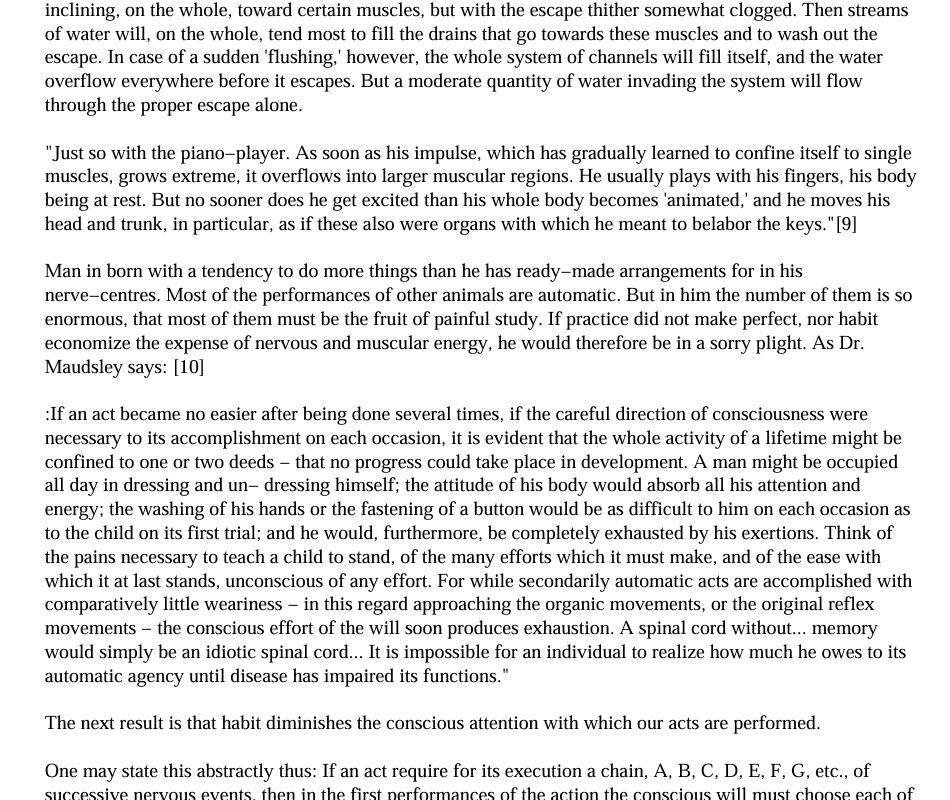 inclining, on the whole, toward certain muscles, but with the escape thither somewhat clogged. Then streams
of water will, on the whole, tend most to fill the drains that go towards these muscles and to wash out the
escape. In case of a sudden 'flushing,' however, the whole system of channels will fill itself, and the water
overflow everywhere before it escapes. But a moderate quantity of water invading the system will flow
through the proper escape alone.
"Just so with the piano−player. As soon as his impulse, which has gradually learned to confine itself to single
muscles, grows extreme, it overflows into larger muscular regions. He usually plays with his fingers, his body
being at rest. But no sooner does he get excited than his whole body becomes 'animated,' and he moves his
head and trunk, in particular, as if these also were organs with which he meant to belabor the keys."[9]
Man in born with a tendency to do more things than he has ready−made arrangements for in his
nerve−centres. Most of the performances of other animals are automatic. But in him the number of them is so
enormous, that most of them must be the fruit of painful study. If practice did not make perfect, nor habit
economize the expense of nervous and muscular energy, he would therefore be in a sorry plight. As Dr.
Maudsley says: [10]
:If an act became no easier after being done several times, if the careful direction of consciousness were
necessary to its accomplishment on each occasion, it is evident that the whole activity of a lifetime might be
confined to one or two deeds − that no progress could take place in development. A man might be occupied
all day in dressing and un− dressing himself; the attitude of his body would absorb all his attention and
energy; the washing of his hands or the fastening of a button would be as difficult to him on each occasion as
to the child on its first trial; and he would, furthermore, be completely exhausted by his exertions. Think of
the pains necessary to teach a child to stand, of the many efforts which it must make, and of the ease with
which it at last stands, unconscious of any effort. For while secondarily automatic acts are accomplished with
comparatively little weariness − in this regard approaching the organic movements, or the original reflex
movements − the conscious effort of the will soon produces exhaustion. A spinal cord without... memory
would simply be an idiotic spinal cord... It is impossible for an individual to realize how much he owes to its
automatic agency until disease has impaired its functions."
The next result is that habit diminishes the conscious attention with which our acts are performed.
One may state this abstractly thus: If an act require for its execution a chain, A, B, C, D, E, F, G, etc., of
successive nervous events, then in the first performances of the action the conscious will must choose each of